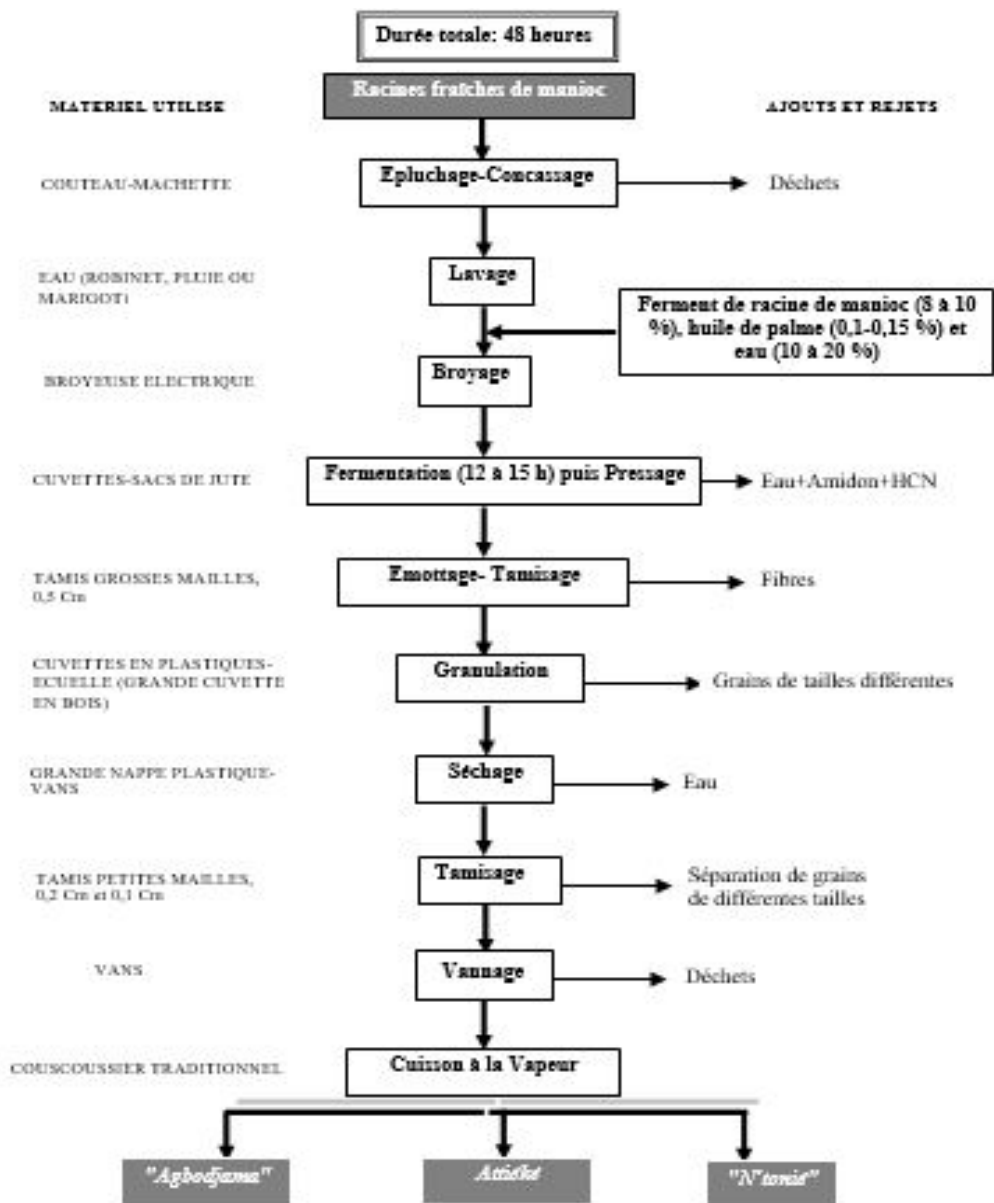 Durée totale: 48 heures
MATERIEL UTILISE
Racines fraîches de manioc
AJOUTS ET REJETS
COUTEAU-MACHETTE
Epluchage-Concassage
Déchets
EAU (ROBINET, PLUIE OU
MARIGOT)
Lavage
Ferment de racine de manioc (8 à 10
%), huile de palme (0,1-0,15 %) et
eau (10 à 20 %)
BROYEUSE ELECTRIQUE
Broyage
CUVETTES-SACS DE JUTE
Fermentation (12 à 15 h) puis Pressage
Eau+Amidon+HCN
TAMIS GROSSES MAILLES,
0,5 Cm
Emottage- Tamisage
Fibres
CUVETTES EN PLASTIQUES-
ECUELLE (GRANDE CUVETTE
EN BOIS)
Granulation
Grains de tailles différentes
GRANDE NAPPE PLASTIQUE-
VANS
Séchage
Eau
TAMIS PETITES MAILLES,
0,2 Cm et 0,1 Cm
Tamisage
Séparation de grains
de différentes tailles
VANS
Vannage
Déchets
COUSCOUSSIER TRADITIONNEL
Cuisson à la Vapeur
"Agbodjama"
Attiéké
"N'tonié"